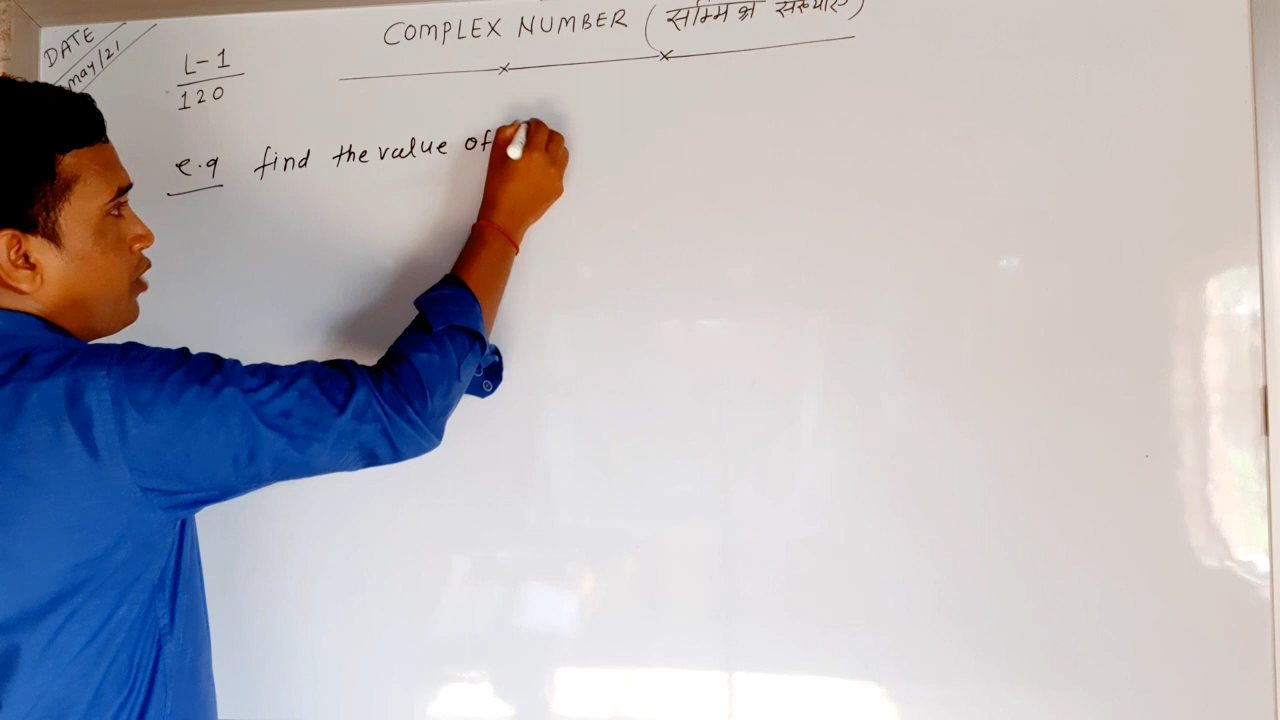 DATE
may/21
L-1
120
COMPLEX NUMBER (सम्मिश्र संख्याएं)
e.g find the value of